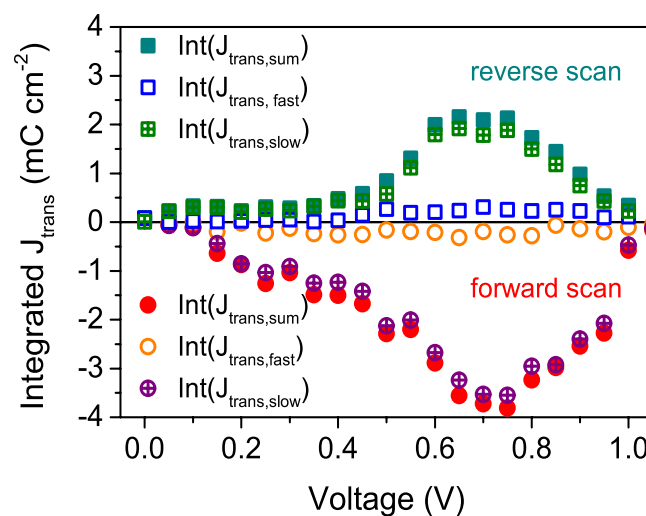 4
3
2
1
0
-1
-2
-3
-4
Integrated J_trans (mC cm⁻²)
Int(J_trans,sum)
Int(J_trans, fast)
Int(J_trans,slow)
reverse scan
forward scan
Int(J_trans,sum)
Int(J_trans,fast)
Int(J_trans,slow)
0.0 0.2 0.4 0.6 0.8 1.0
Voltage (V)